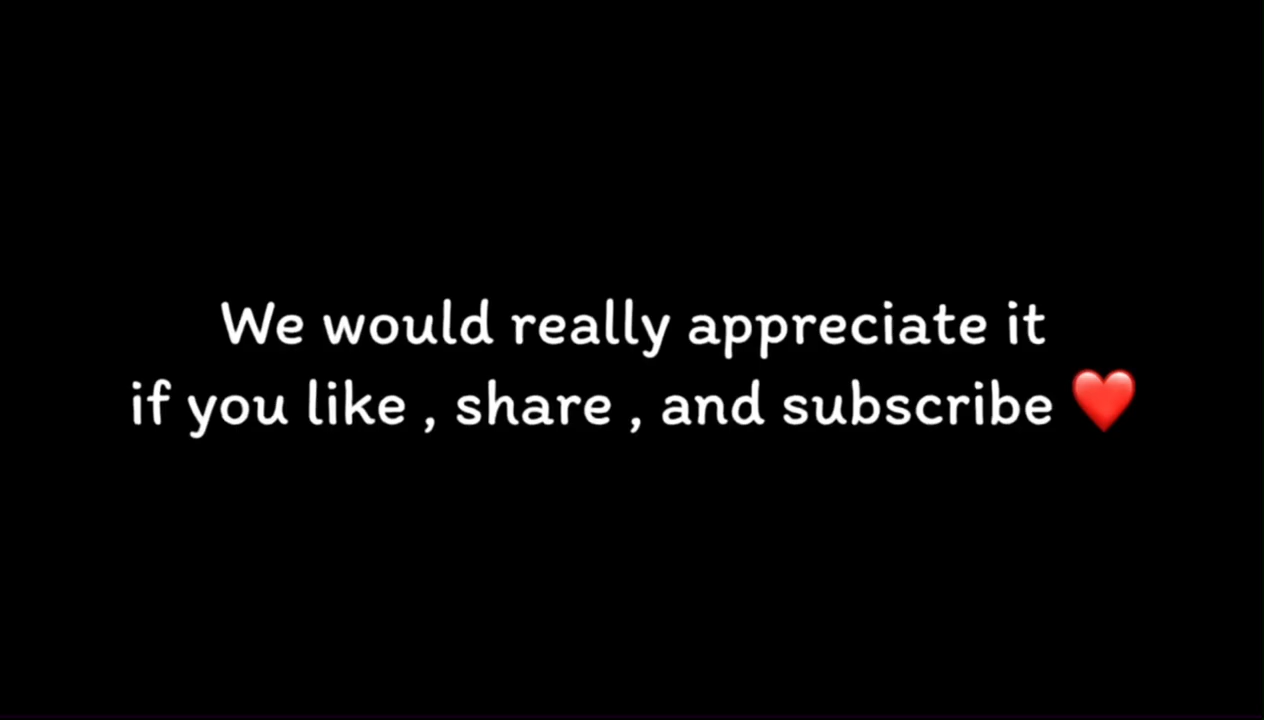 We would really appreciate it
if you like , share , and subscribe ❤️